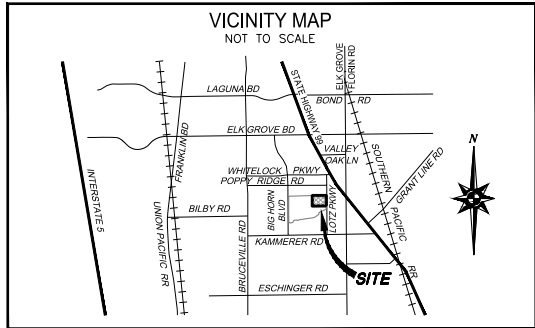 VICINITY MAP
NOT TO SCALE
LAGUNA BD
STATE HIGHWAY 99
ELK GROVE
FLORIN RD
BOND RD
ELK GROVE BD
FRANKLIN BD
VALLEY
OAK LN
SOUTHERN PACIFIC RR
GRANT LINE RD
N
WHITELOCK PKWY
POPPY RIDGE RD
INTERSTATE 5
UNION PACIFIC RR
BILBY RD
BRUCEVILLE RD
BIG HORN
BLVD
LOTZ PKWY
KAMMERER RD
SITE
ESCHINGER RD